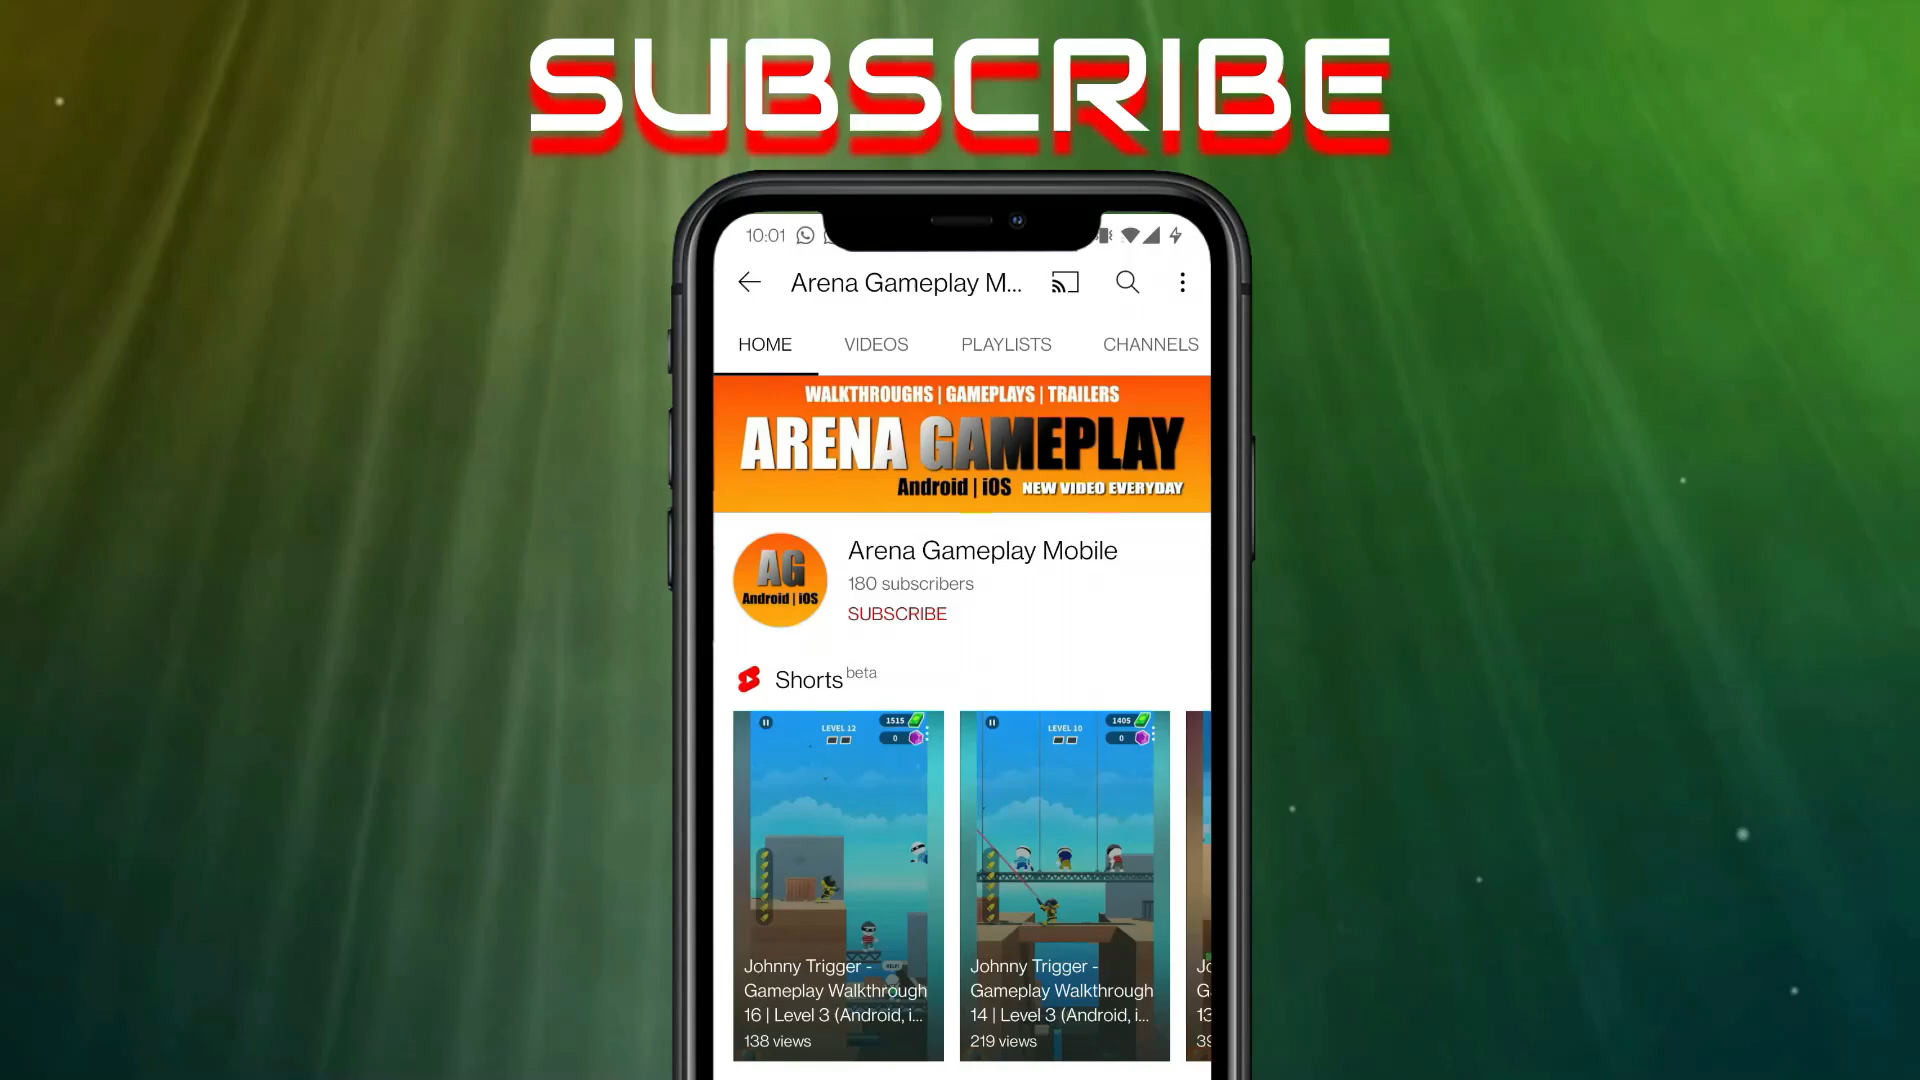 SUBSCRIBE
10:01
Arena Gameplay M...
HOME VIDEOS PLAYLISTS CHANNELS
WALKTHROUGHS | GAMEPLAYS | TRAILERS
ARENA GAMEPLAY
Android | iOS NEW VIDEO EVERYDAY
AG
Android | iOS
Arena Gameplay Mobile
180 subscribers
SUBSCRIBE
Shorts beta
LEVEL 12
1515
0
HELP!
Johnny Trigger -
Gameplay Walkthrough
16 | Level 3 (Android, i...
138 views
LEVEL 10
1405
0
Johnny Trigger -
Gameplay Walkthrough
14 | Level 3 (Android, i...
219 views